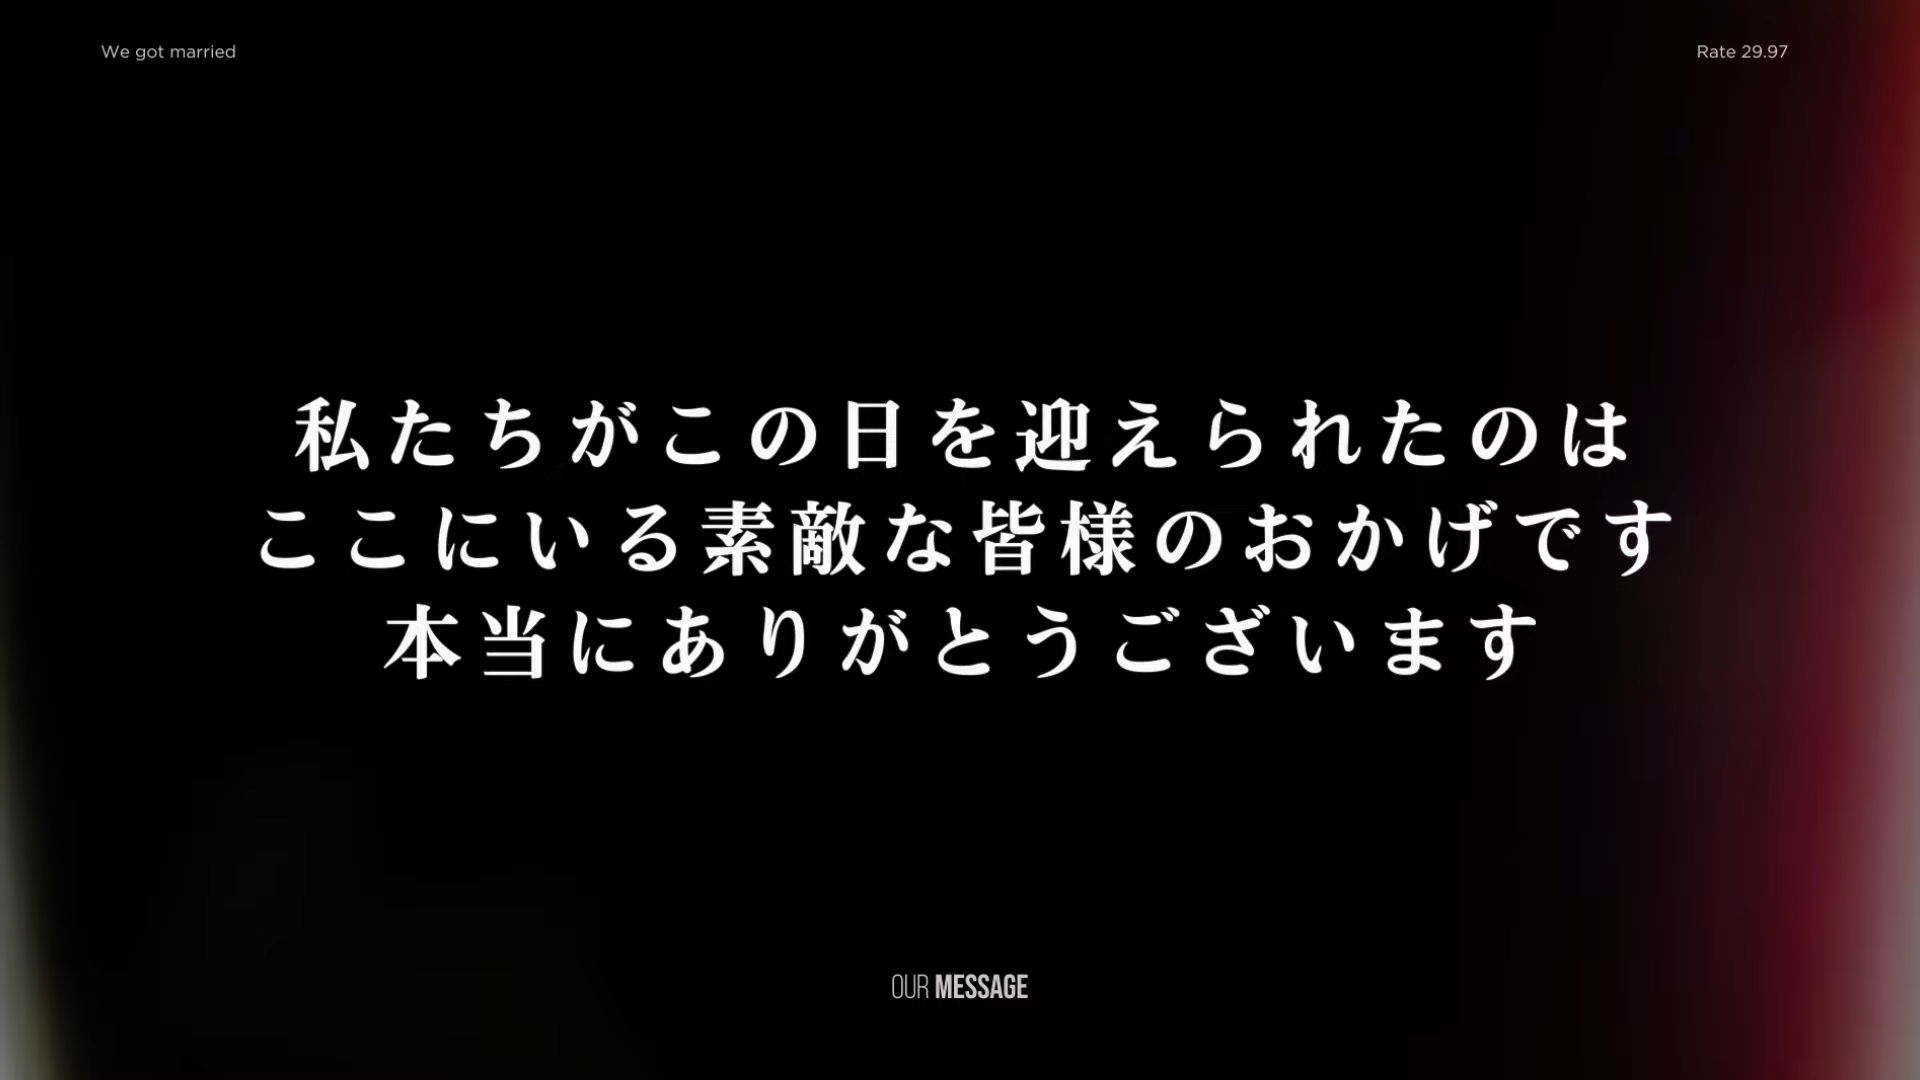 We got married
Rate 29.97
私たちがこの日を迎えられたのは
ここにいる素敵な皆様のおかげです
本当にありがとうございます
OUR MESSAGE